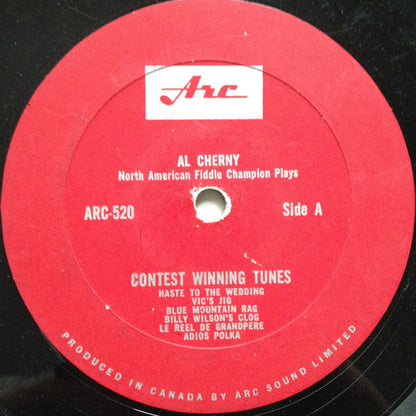 Arc
AL CHERNY
North American Fiddle Champion Plays
ARC-520
Side A
CONTEST WINNING TUNES
HASTE TO THE WEDDING
VIC'S JIG
BLUE MOUNTAIN RAG
BILLY WILSON'S CLOG
LE REEL DE GRANDPERE
ADIOS POLKA
PRODUCED IN CANADA BY ARC SOUND LIMITED